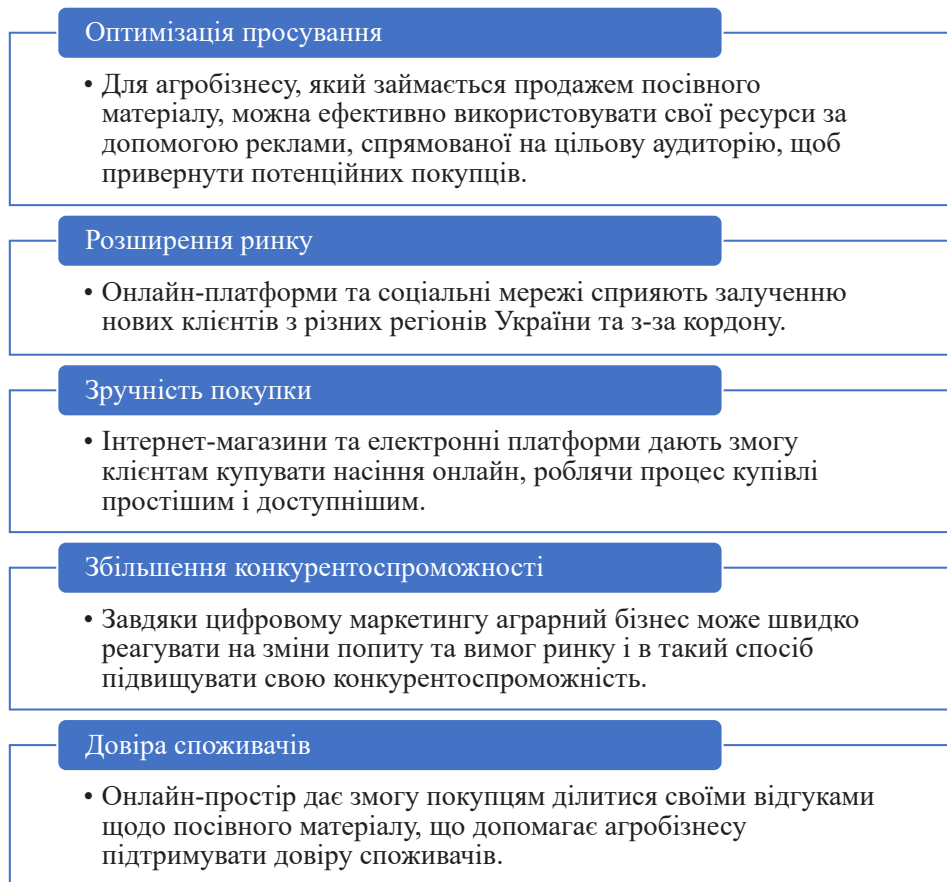 Оптимізація просування
• Для агробізнесу, який займається продажем посівного
матеріалу, можна ефективно використовувати свої ресурси за
допомогою реклами, спрямованої на цільову аудиторію, щоб
привернути потенційних покупців.
Розширення ринку
• Онлайн-платформи та соціальні мережі сприяють залученню
нових клієнтів з різних регіонів України та з-за кордону.
Зручність покупки
• Інтернет-магазини та електронні платформи дають змогу
клієнтам купувати насіння онлайн, роблячи процес купівлі
простішим і доступнішим.
Збільшення конкурентоспроможності
• Завдяки цифровому маркетингу аграрний бізнес може швидко
реагувати на зміни попиту та вимог ринку і в такий спосіб
підвищувати свою конкурентоспроможність.
Довіра споживачів
• Онлайн-простір дає змогу покупцям ділитися своїми відгуками
щодо посівного матеріалу, що допомагає агробізнесу
підтримувати довіру споживачів.